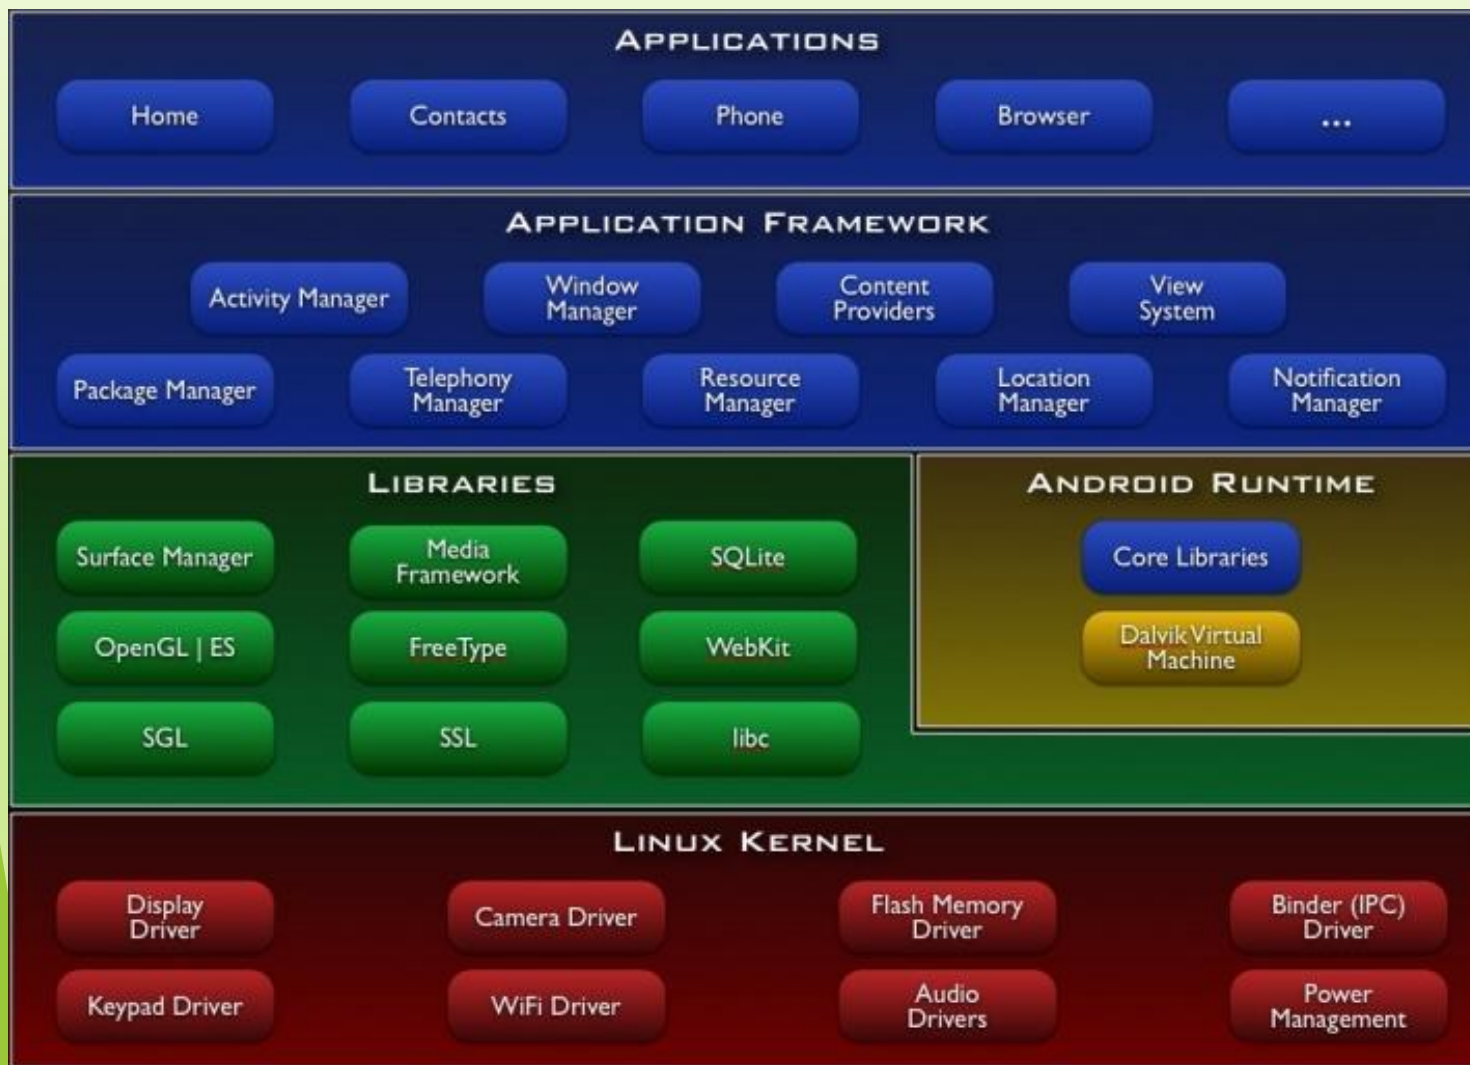 APPLICATIONS
Home
Contacts
Phone
Browser
...
APPLICATION FRAMEWORK
Activity Manager
Window
Manager
Content
Providers
View
System
Package Manager
Telephony
Manager
Resource
Manager
Location
Manager
Notification
Manager
LIBRARIES
Surface Manager
Media
Framework
SQLite
OpenGL | ES
FreeType
WebKit
SGL
SSL
libc
ANDROID RUNTIME
Core Libraries
Dalvik Virtual
Machine
LINUX KERNEL
Display
Driver
Camera Driver
Flash Memory
Driver
Binder (IPC)
Driver
Keypad Driver
WiFi Driver
Audio
Drivers
Power
Management